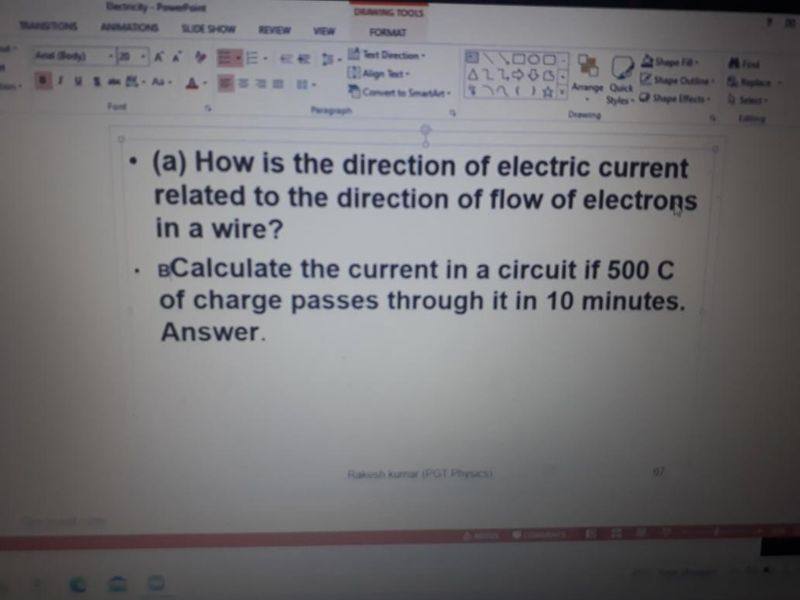 Electricity - PowerPoint
DRAWING TOOLS
TRANSITIONS ANIMATIONS SLIDE SHOW REVIEW VIEW FORMAT
Arial (Body) 20 A A Text Direction Shape Fill Find
B I U S abc Aa A Align Text Arrange Quick Styles Shape Outline Replace
Convert to SmartArt Shape Effects Select
Font Paragraph Drawing Editing
• (a) How is the direction of electric current
related to the direction of flow of electrons
in a wire?
• BCalculate the current in a circuit if 500 C
of charge passes through it in 10 minutes.
Answer.
Rakesh kumar (PGT Physics) 67
NOTES COMMENTS